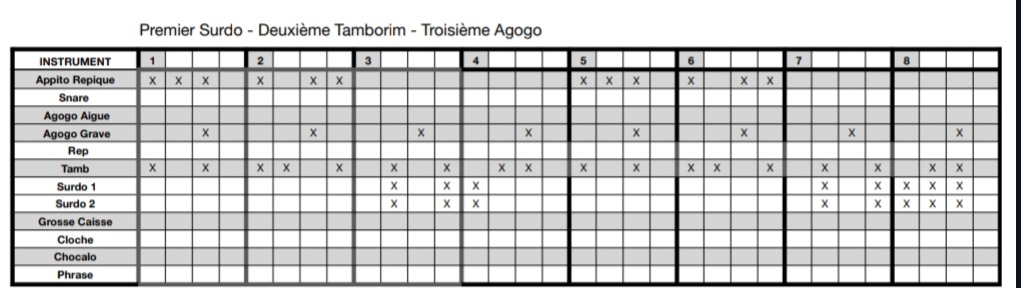 Premier Surdo - Deuxième Tamborim - Troisième Agogo
INSTRUMENT 1 2 3 4 5 6 7 8
Appito Repique X X X X X X X X X X X X
Snare
Agogo Aigue
Agogo Grave X X X X X X X X
Rep
Tamb X X X X X X X X X X X X X X X X X X
Surdo 1 X X X X X X X X
Surdo 2 X X X X X X X X
Grosse Caisse
Cloche
Chocalo
Phrase